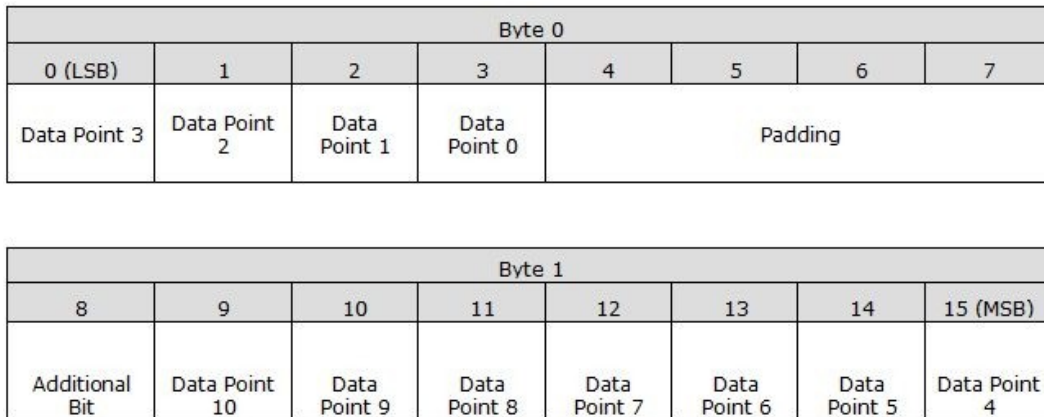 Byte 0
0 (LSB) 1 2 3 4 5 6 7
Data Point 3 Data Point 2 Data Point 1 Data Point 0 Padding
Byte 1
8 9 10 11 12 13 14 15 (MSB)
Additional Bit Data Point 10 Data Point 9 Data Point 8 Data Point 7 Data Point 6 Data Point 5 Data Point 4